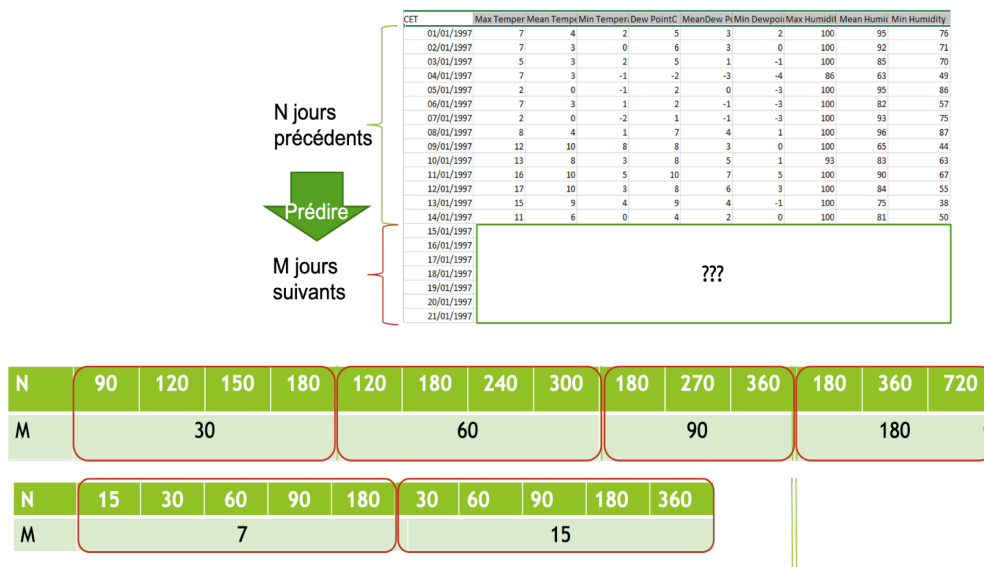 CET Max Temper Mean Tempe Min Tempera Dew PointC MeanDew Po Min Dewpoin Max Humidit Mean Humid Min Humidity
01/01/1997 7 4 2 5 3 2 100 95 76
02/01/1997 7 3 0 6 3 0 100 92 71
03/01/1997 5 3 2 5 1 -1 100 85 70
04/01/1997 7 3 -1 -2 -3 -4 86 63 49
05/01/1997 2 0 -1 2 0 -3 100 95 86
06/01/1997 7 3 1 2 -1 -3 100 82 57
07/01/1997 2 0 -2 1 -1 -3 100 93 75
08/01/1997 8 4 1 7 4 1 100 96 87
09/01/1997 12 10 8 8 3 0 100 65 44
10/01/1997 13 8 3 8 5 1 93 83 63
11/01/1997 16 10 5 10 7 5 100 90 67
12/01/1997 17 10 3 8 6 3 100 84 55
13/01/1997 15 9 4 9 4 -1 100 75 38
14/01/1997 11 6 0 4 2 0 100 81 50
15/01/1997
16/01/1997
17/01/1997
18/01/1997
19/01/1997
20/01/1997
21/01/1997
???
N jours
précédents
Prédire
M jours
suivants
N 90 120 150 180 120 180 240 300 180 270 360 180 360 720
M 30 60 90 180
N 15 30 60 90 180 30 60 90 180 360
M 7 15